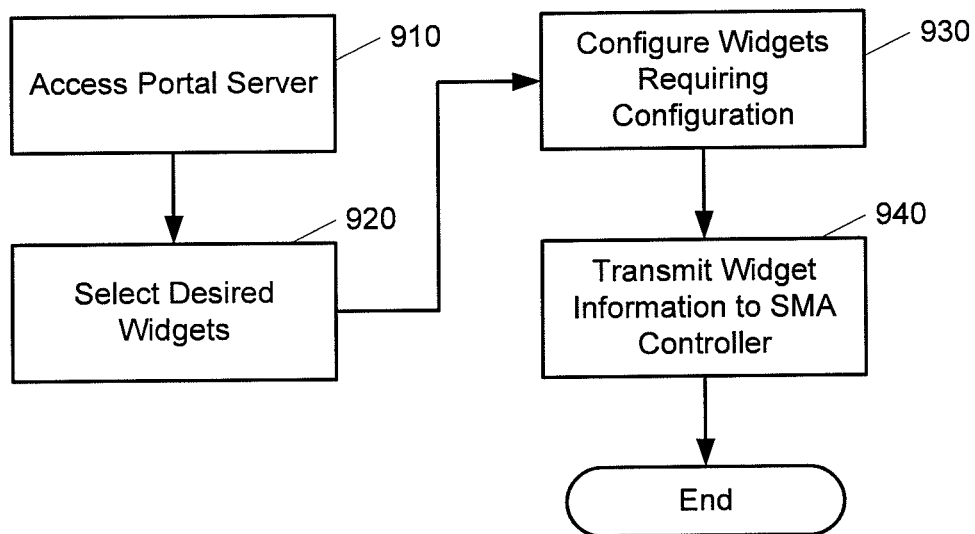 910
Access Portal Server
920
Select Desired
Widgets
930
Configure Widgets
Requiring
Configuration
940
Transmit Widget
Information to SMA
Controller
End